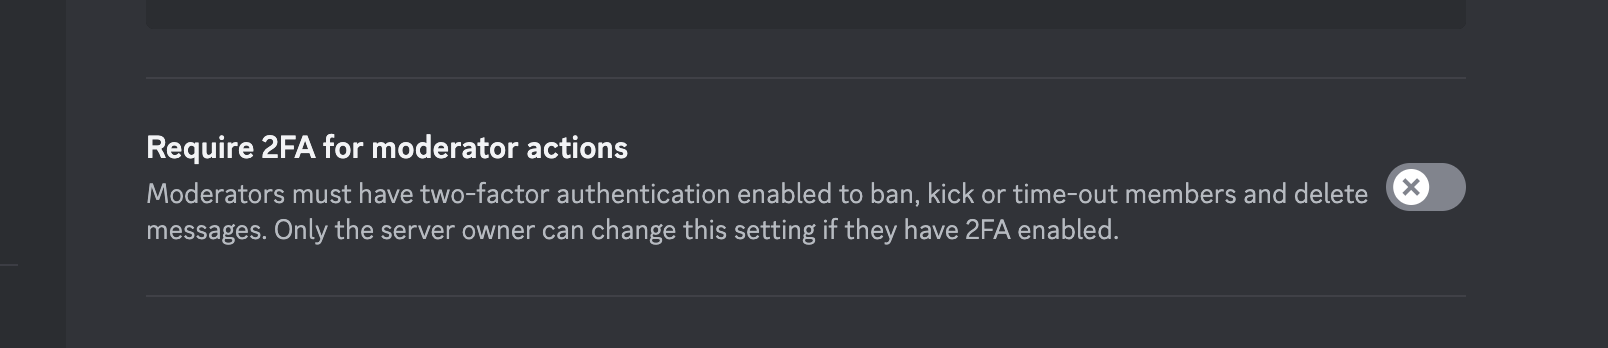 Require 2FA for moderator actions
Moderators must have two-factor authentication enabled to ban, kick or time-out members and delete
messages. Only the server owner can change this setting if they have 2FA enabled.